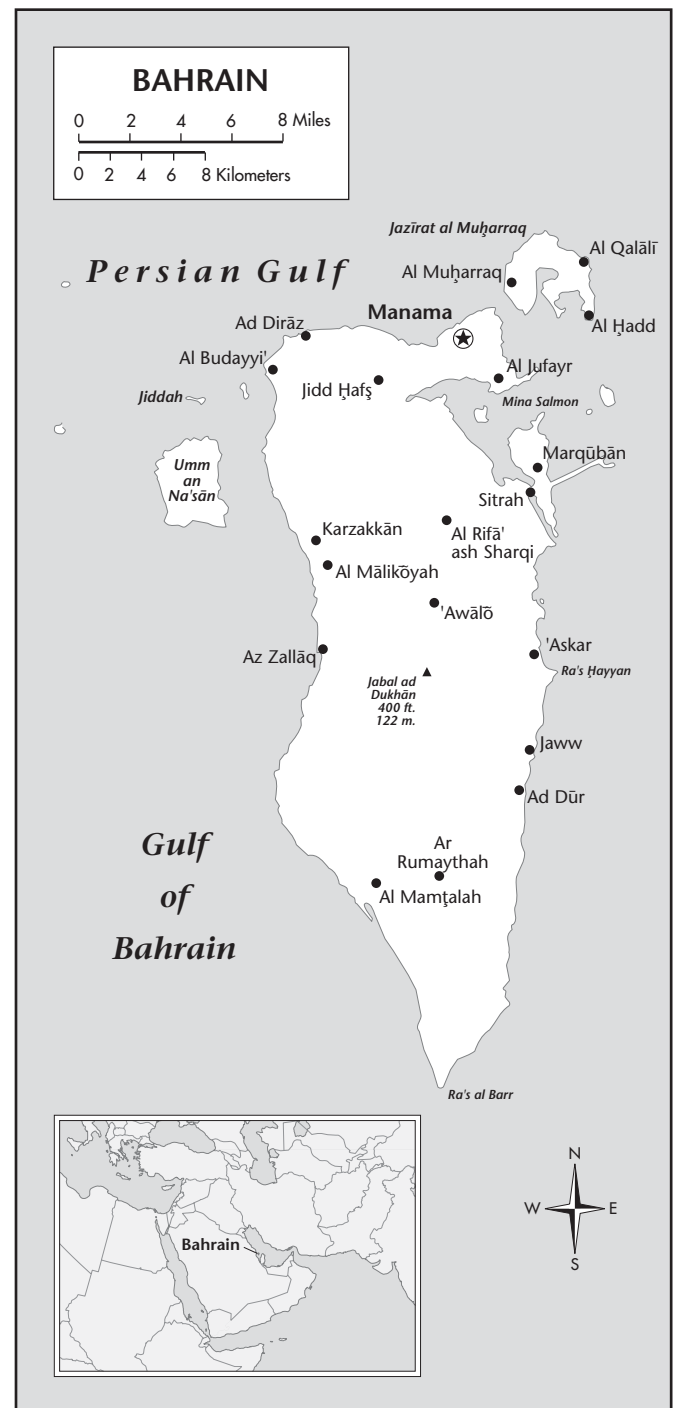 BAHRAIN
0 2 4 6 8 Miles
0 2 4 6 8 Kilometers
Jazīrat al Muḩarraq
Al Qalālī
Persian Gulf
Al Muḩarraq
Manama
Al Ḩadd
Ad Dirāz
Al Budayyi'
Al Jufayr
Jidd Ḩafş
Jiddah
Mina Salmon
Umm
an
Na'sān
Marqūbān
Sitrah
Karzakkān
Al Rifā'
ash Sharqi
Al Mālikōyah
'Awālō
Az Zallāq
'Askar
Ra's Ḩayyan
Jabal ad
Dukhān
400 ft.
122 m.
Jaww
Ad Dūr
Gulf
of
Bahrain
Ar
Rumaythah
Al Mamţalah
Ra's al Barr
Bahrain
N
W E
S